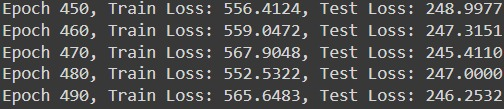 Epoch 450, Train Loss: 556.4124, Test Loss: 248.9977
Epoch 460, Train Loss: 559.0472, Test Loss: 247.3151
Epoch 470, Train Loss: 567.9048, Test Loss: 245.4110
Epoch 480, Train Loss: 552.5322, Test Loss: 247.0000
Epoch 490, Train Loss: 565.6483, Test Loss: 246.2532